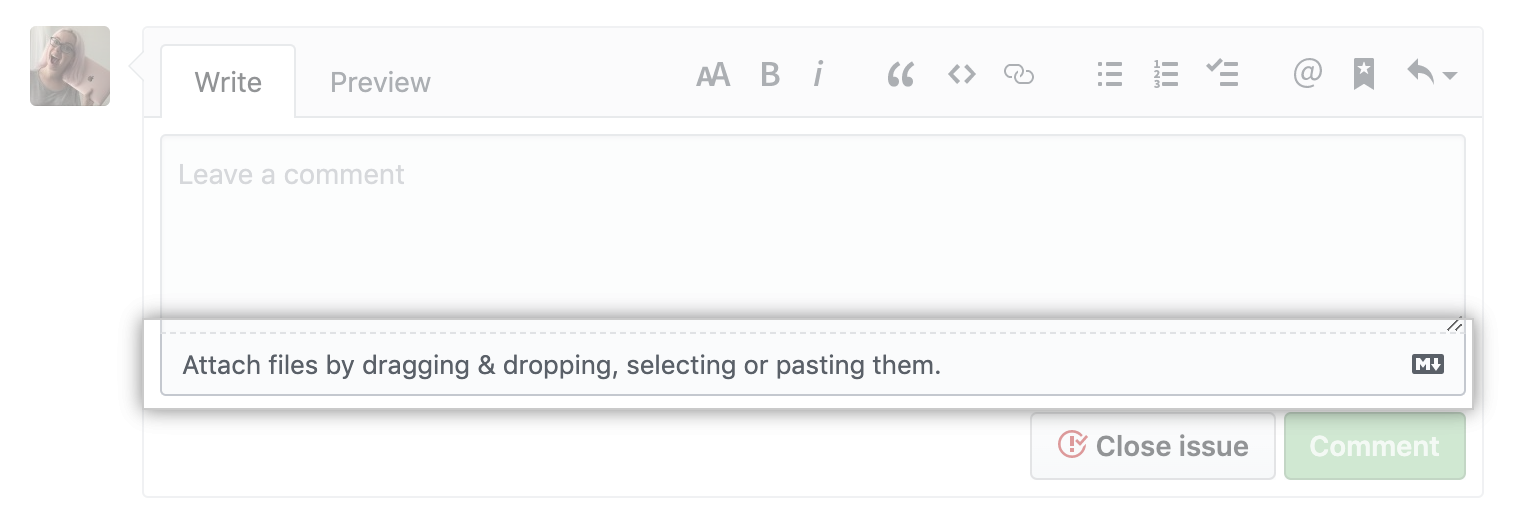 Write Preview AA B i @
Leave a comment
Attach files by dragging & dropping, selecting or pasting them. M↓
Close issue Comment